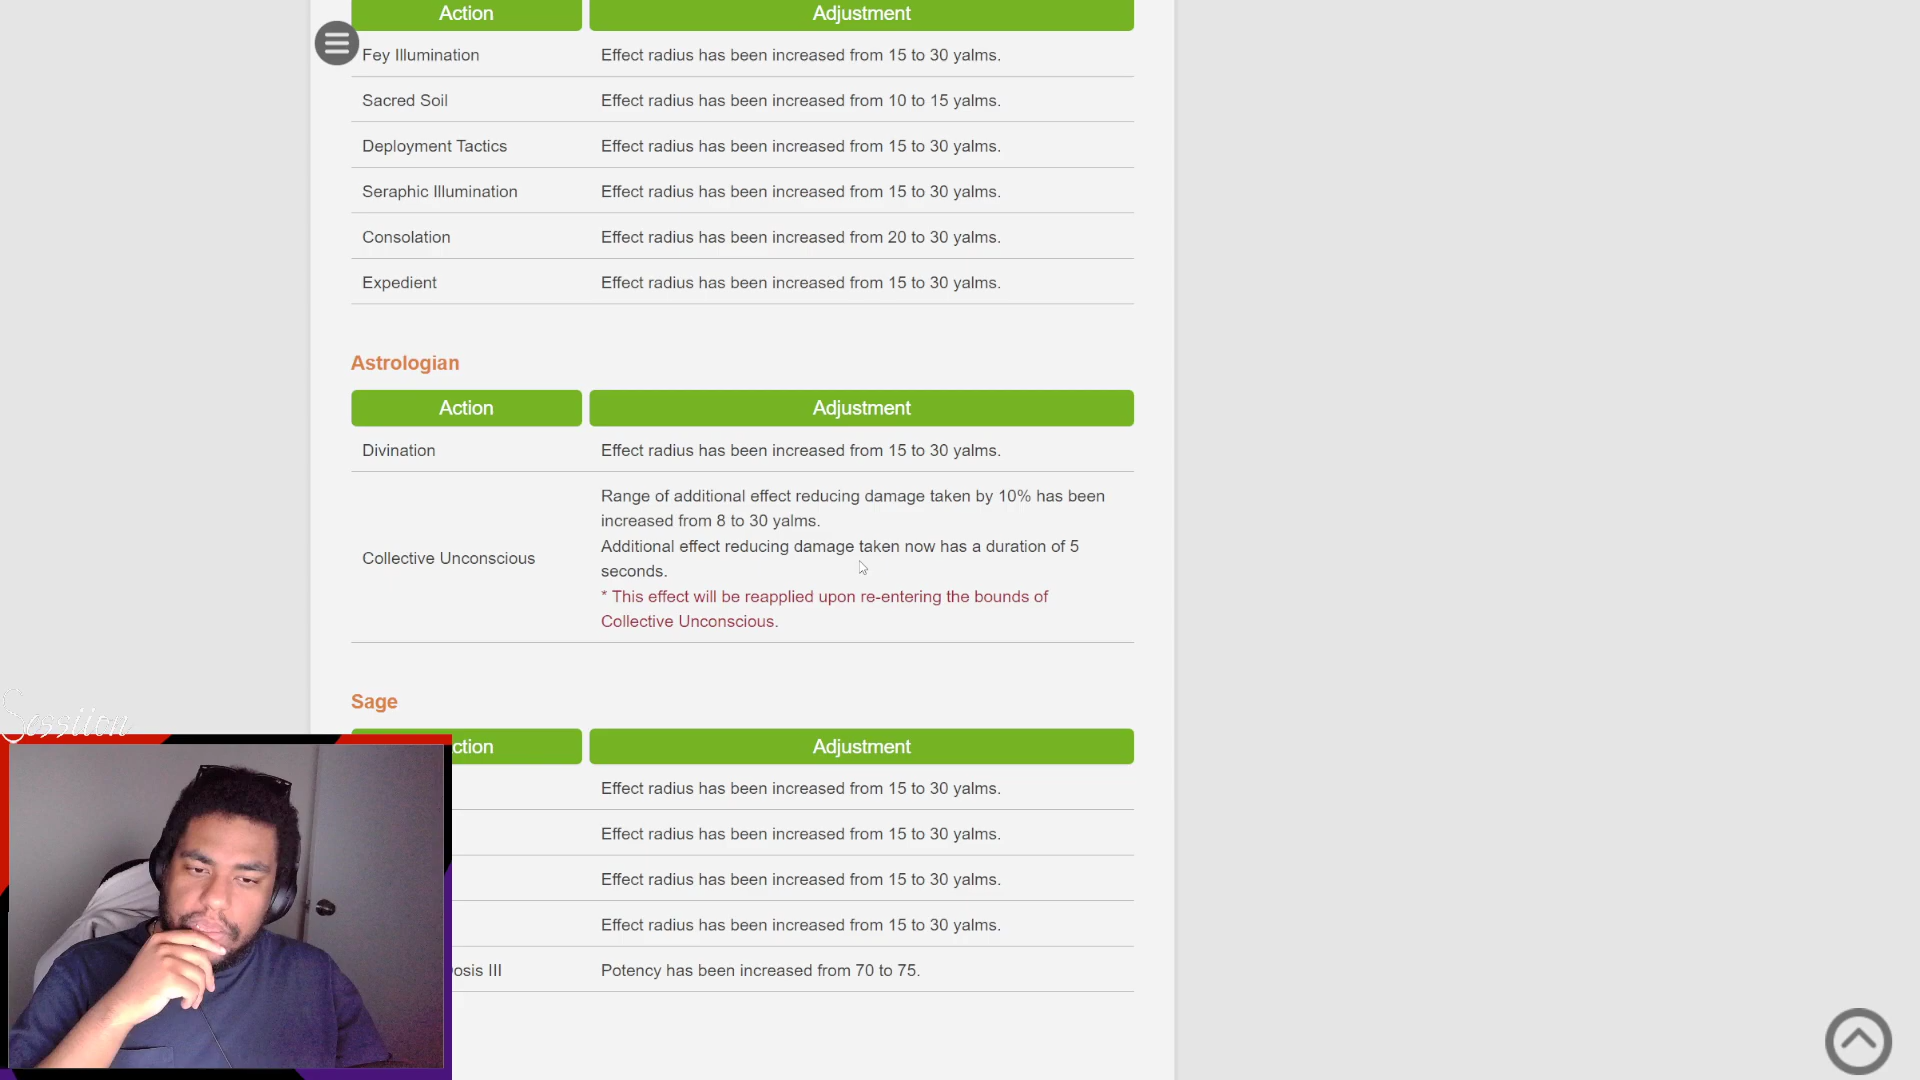 Action Adjustment
Fey Illumination Effect radius has been increased from 15 to 30 yalms.
Sacred Soil Effect radius has been increased from 10 to 15 yalms.
Deployment Tactics Effect radius has been increased from 15 to 30 yalms.
Seraphic Illumination Effect radius has been increased from 15 to 30 yalms.
Consolation Effect radius has been increased from 20 to 30 yalms.
Expedient Effect radius has been increased from 15 to 30 yalms.
Astrologian
Action Adjustment
Divination Effect radius has been increased from 15 to 30 yalms.
Collective Unconscious
Range of additional effect reducing damage taken by 10% has been
increased from 8 to 30 yalms.
Additional effect reducing damage taken now has a duration of 5
seconds.
* This effect will be reapplied upon re-entering the bounds of
Collective Unconscious.
Sage
ction Adjustment
Effect radius has been increased from 15 to 30 yalms.
Effect radius has been increased from 15 to 30 yalms.
Effect radius has been increased from 15 to 30 yalms.
Effect radius has been increased from 15 to 30 yalms.
osis III Potency has been increased from 70 to 75.